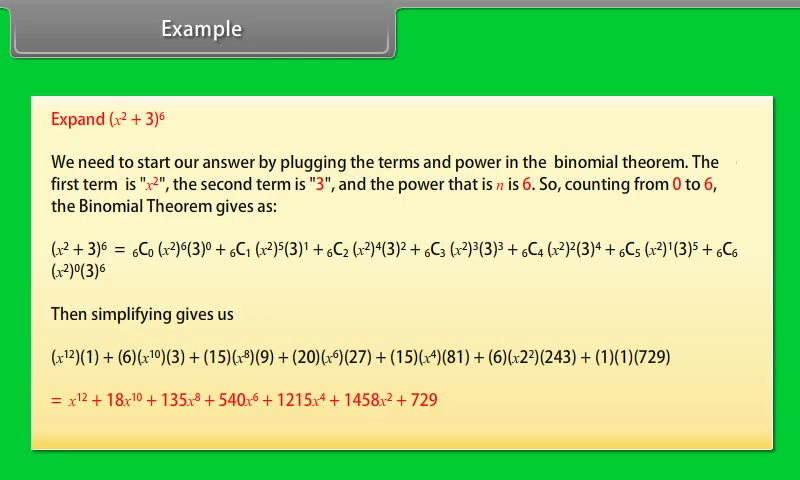 Example
Expand (x² + 3)⁶
We need to start our answer by plugging the terms and power in the binomial theorem. The
first term is "x²", the second term is "3", and the power that is n is 6. So, counting from 0 to 6,
the Binomial Theorem gives as:
(x² + 3)⁶ = ₆C₀ (x²)⁶(3)⁰ + ₆C₁ (x²)⁵(3)¹ + ₆C₂ (x²)⁴(3)² + ₆C₃ (x²)³(3)³ + ₆C₄ (x²)²(3)⁴ + ₆C₅ (x²)¹(3)⁵ + ₆C₆
(x²)⁰(3)⁶
Then simplifying gives us
(x¹²)(1) + (6)(x¹⁰)(3) + (15)(x⁸)(9) + (20)(x⁶)(27) + (15)(x⁴)(81) + (6)(x2²)(243) + (1)(1)(729)
= x¹² + 18x¹⁰ + 135x⁸ + 540x⁶ + 1215x⁴ + 1458x² + 729